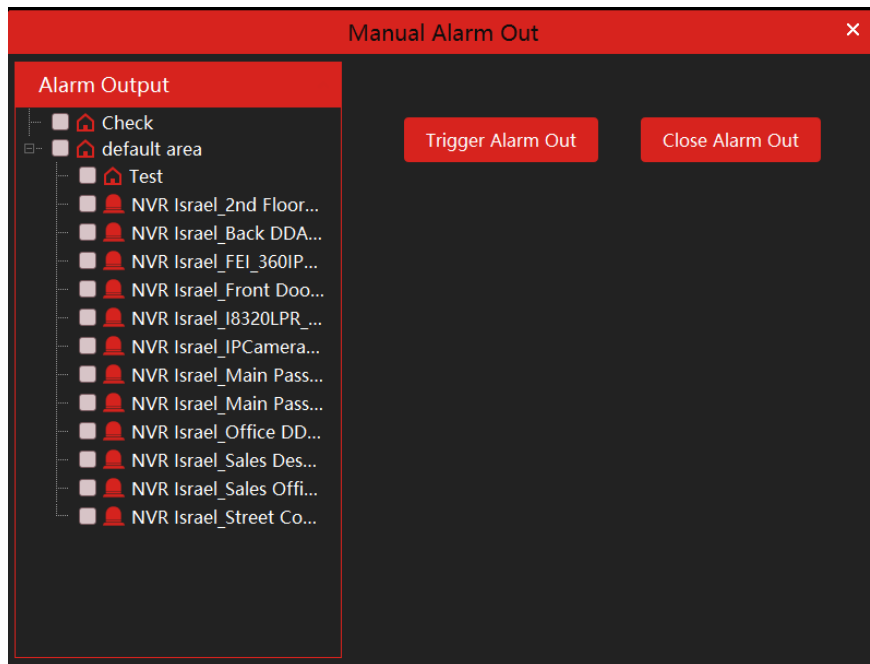 Manual Alarm Out
Alarm Output
Check
default area
Test
NVR Israel_2nd Floor...
NVR Israel_Back DDA...
NVR Israel_FEI_360IP...
NVR Israel_Front Doo...
NVR Israel_I8320LPR_...
NVR Israel_IPCamera...
NVR Israel_Main Pass...
NVR Israel_Main Pass...
NVR Israel_Office DD...
NVR Israel_Sales Des...
NVR Israel_Sales Offi...
NVR Israel_Street Co...
Trigger Alarm Out
Close Alarm Out